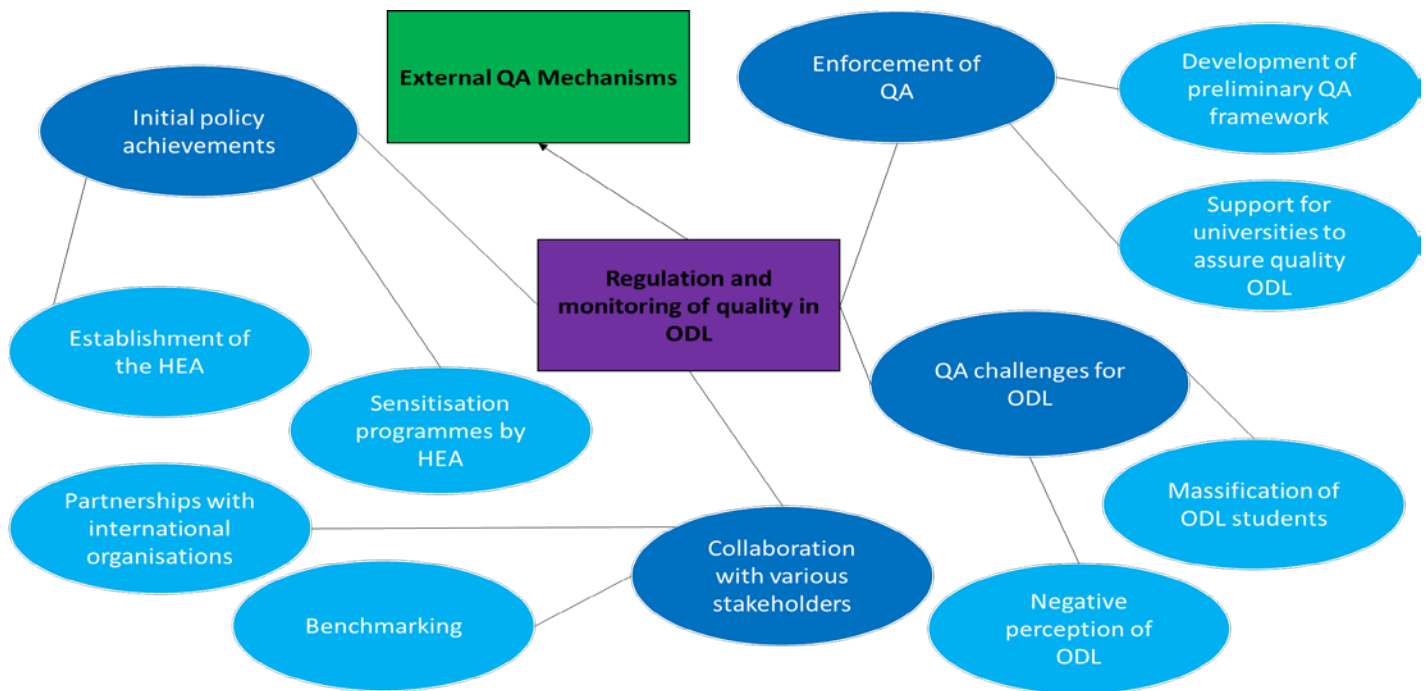 External QA Mechanisms
Initial policy
achievements
Enforcement of
QA
Development of
preliminary QA
framework
Support for
universities to
assure quality
ODL
Regulation and
monitoring of quality in
ODL
Establishment of
the HEA
Sensitisation
programmes by
HEA
QA challenges for
ODL
Massification of
ODL students
Negative
perception of
ODL
Partnerships with
international
organisations
Collaboration
with various
stakeholders
Benchmarking